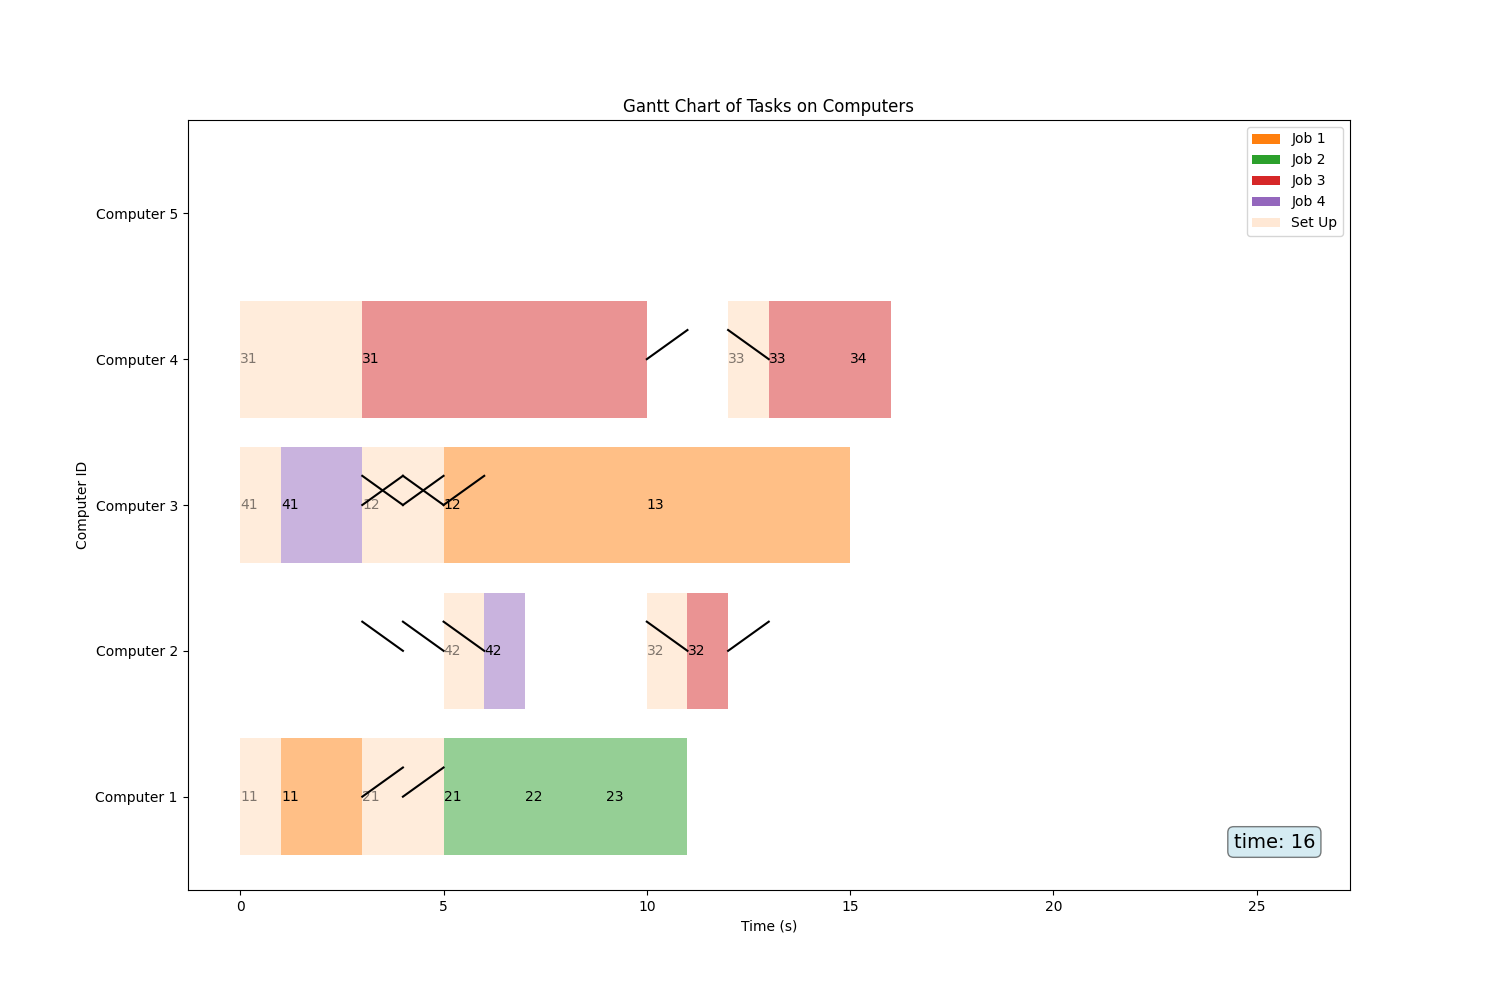 Gantt Chart of Tasks on Computers
Job 1
Job 2
Job 3
Job 4
Set Up
Computer 5
Computer 4
31
31
33
33
34
Computer 3
41
41
12
12
13
Computer 2
42
42
32
32
Computer 1
11
11
21
21
22
23
Computer ID
time: 16
0
5
10
15
20
25
Time (s)